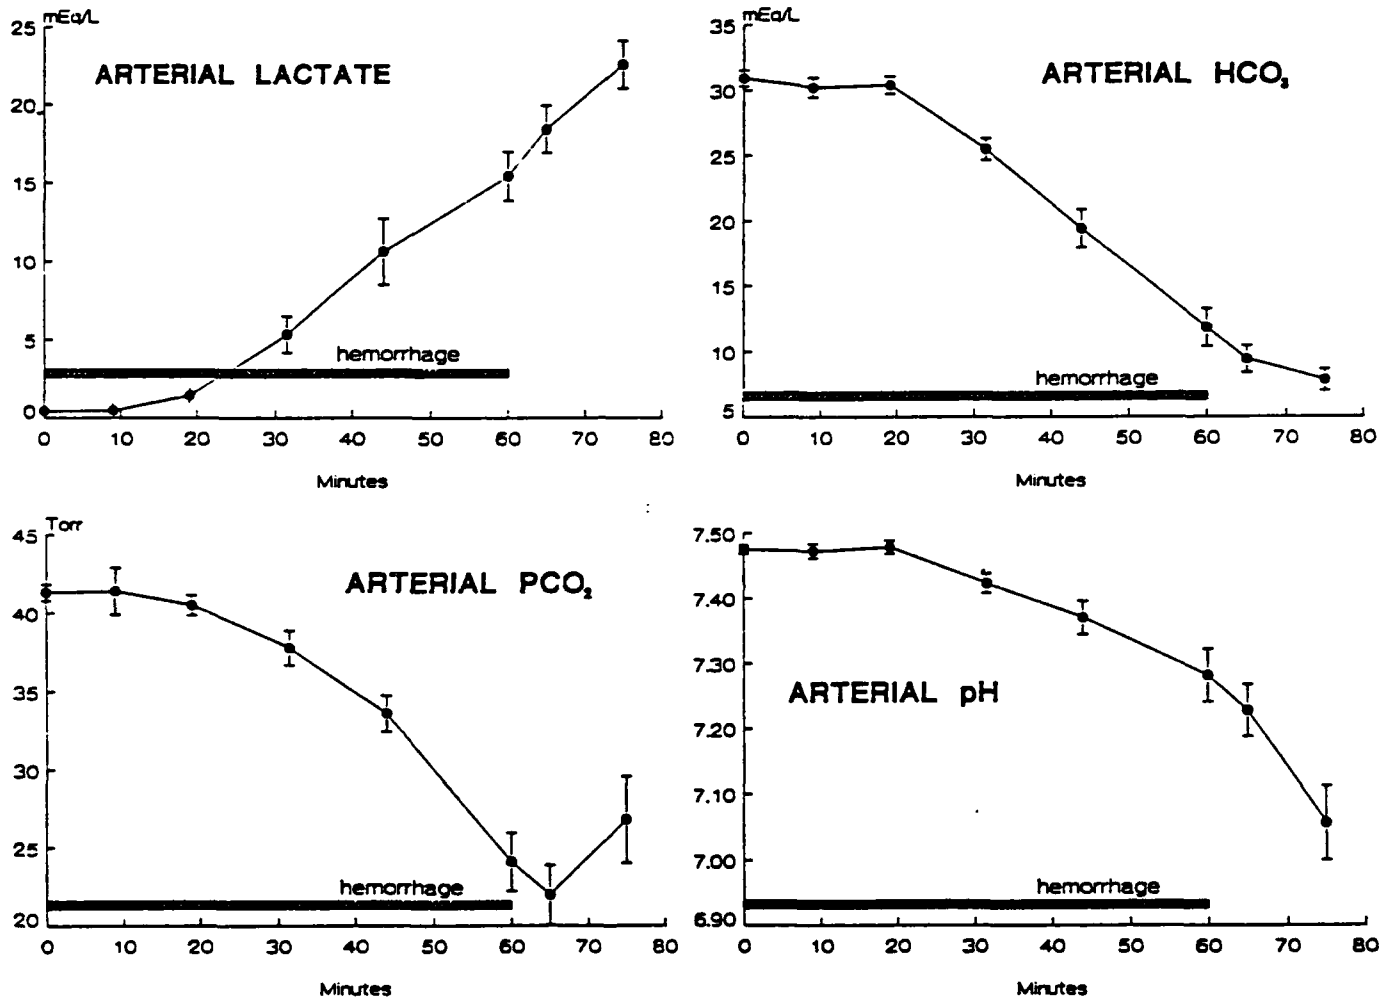 mEq/L
ARTERIAL LACTATE
25
20
15
10
5
0
hemorrhage
0 10 20 30 40 50 60 70 80
Minutes
mEq/L
ARTERIAL HCO₃
35
30
25
20
15
10
5
hemorrhage
0 10 20 30 40 50 60 70 80
Minutes
Torr
ARTERIAL PCO₂
45
40
35
30
25
20
hemorrhage
0 10 20 30 40 50 60 70 80
Minutes
7.50
7.40
7.30
ARTERIAL pH
7.20
7.10
7.00
6.90
hemorrhage
0 10 20 30 40 50 60 70 80
Minutes